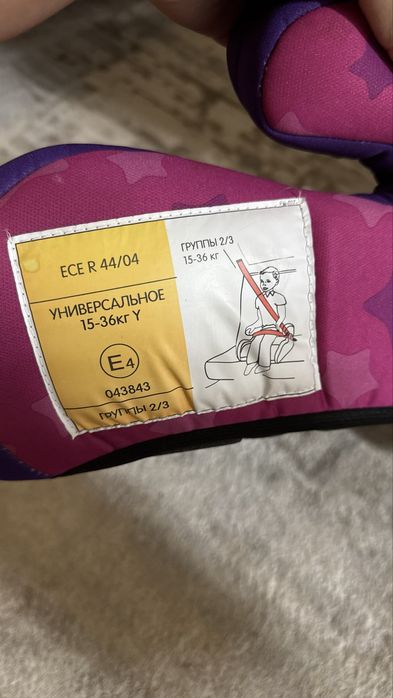 ECE R 44/04
УНИВЕРСАЛЬНОЕ
15-36кг Y
E4
043843
ГРУППЫ 2/3
ГРУППЫ 2/3
15-36 кг